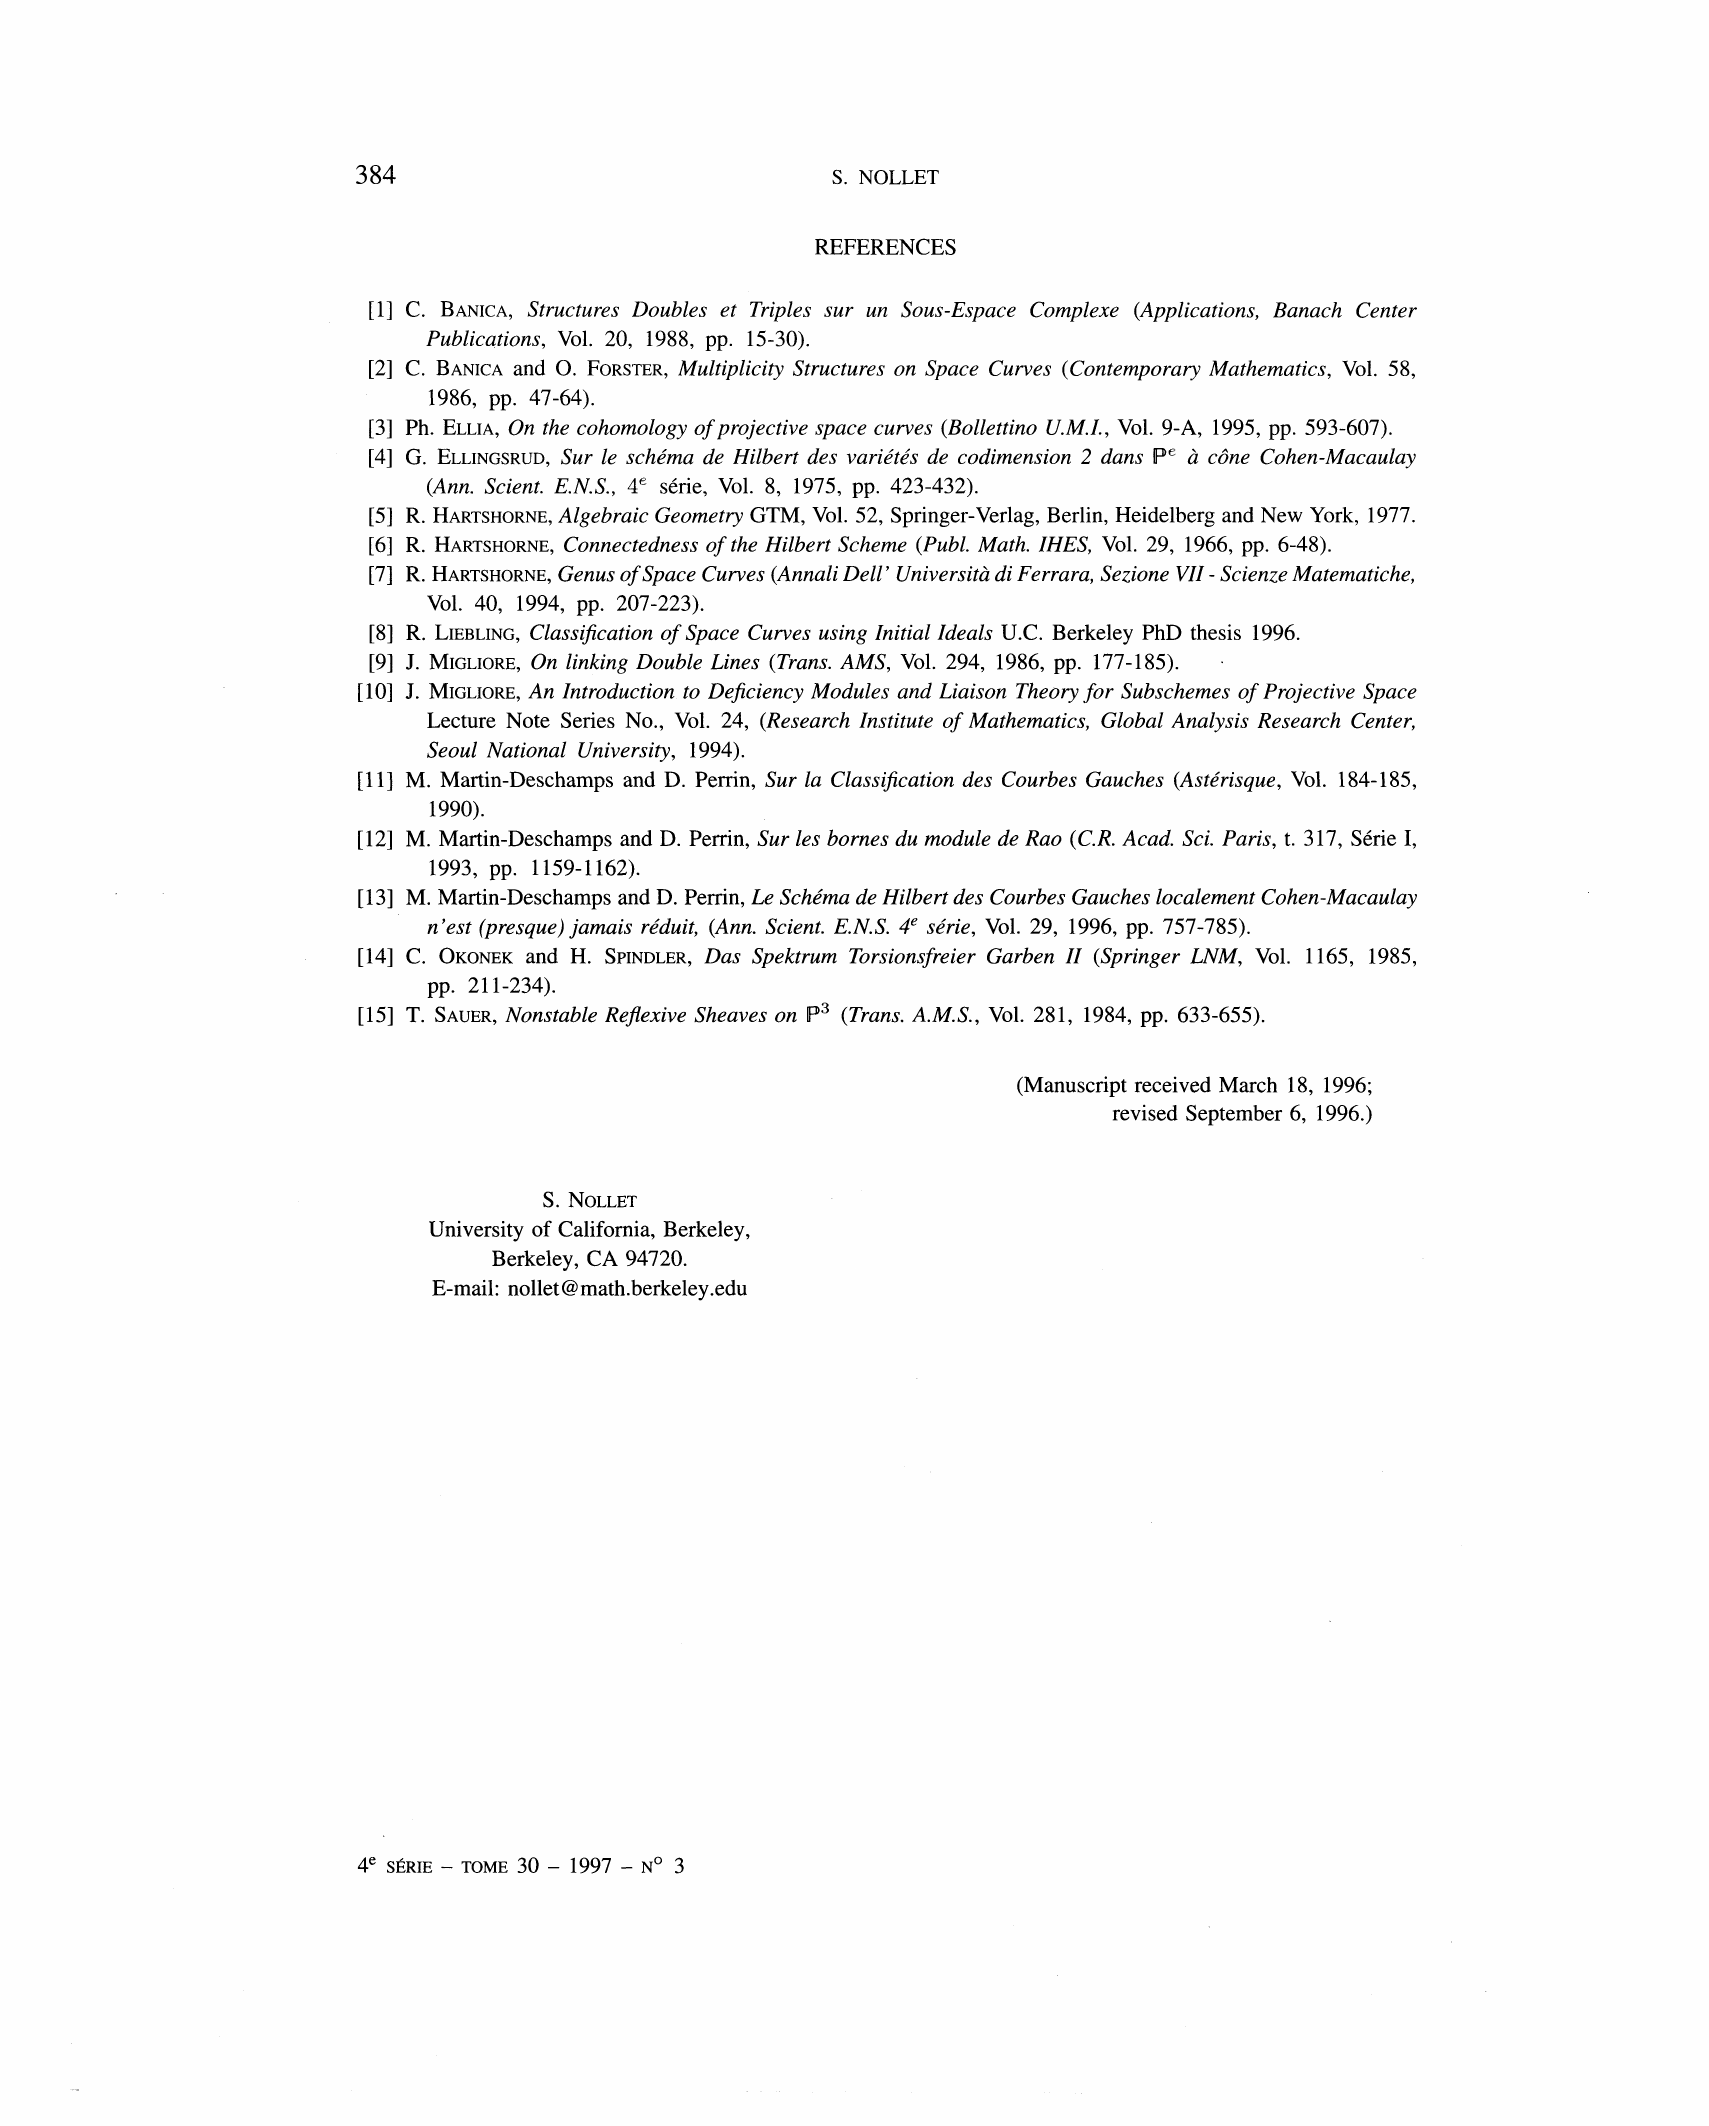 384
S. NOLLET
REFERENCES
[1] C. BANICA, Structures Doubles et Triples sur un Sous-Espace Complexe (Applications, Banach Center
Publications, Vol. 20, 1988, pp. 15-30).
[2] C. BANICA and O. FORSTER, Multiplicity Structures on Space Curves (Contemporary Mathematics, Vol. 58,
1986, pp. 47-64).
[3] Ph. ELLIA, On the cohomology of projective space curves (Bollettino U.M.I., Vol. 9-A, 1995, pp. 593-607).
[4] G. ELLINGSRUD, Sur le schéma de Hilbert des variétés de codimension 2 dans ℙᵉ à cône Cohen-Macaulay
(Ann. Scient. E.N.S., 4ᵉ série, Vol. 8, 1975, pp. 423-432).
[5] R. HARTSHORNE, Algebraic Geometry GTM, Vol. 52, Springer-Verlag, Berlin, Heidelberg and New York, 1977.
[6] R. HARTSHORNE, Connectedness of the Hilbert Scheme (Publ. Math. IHES, Vol. 29, 1966, pp. 6-48).
[7] R. HARTSHORNE, Genus of Space Curves (Annali Dell' Università di Ferrara, Sezione VII - Scienze Matematiche,
Vol. 40, 1994, pp. 207-223).
[8] R. LIEBLING, Classification of Space Curves using Initial Ideals U.C. Berkeley PhD thesis 1996.
[9] J. MIGLIORE, On linking Double Lines (Trans. AMS, Vol. 294, 1986, pp. 177-185).
[10] J. MIGLIORE, An Introduction to Deficiency Modules and Liaison Theory for Subschemes of Projective Space
Lecture Note Series No., Vol. 24, (Research Institute of Mathematics, Global Analysis Research Center,
Seoul National University, 1994).
[11] M. Martin-Deschamps and D. Perrin, Sur la Classification des Courbes Gauches (Astérisque, Vol. 184-185,
1990).
[12] M. Martin-Deschamps and D. Perrin, Sur les bornes du module de Rao (C.R. Acad. Sci. Paris, t. 317, Série I,
1993, pp. 1159-1162).
[13] M. Martin-Deschamps and D. Perrin, Le Schéma de Hilbert des Courbes Gauches localement Cohen-Macaulay
n'est (presque) jamais réduit, (Ann. Scient. E.N.S. 4ᵉ série, Vol. 29, 1996, pp. 757-785).
[14] C. OKONEK and H. SPINDLER, Das Spektrum Torsionsfreier Garben II (Springer LNM, Vol. 1165, 1985,
pp. 211-234).
[15] T. SAUER, Nonstable Reflexive Sheaves on ℙ³ (Trans. A.M.S., Vol. 281, 1984, pp. 633-655).
(Manuscript received March 18, 1996;
revised September 6, 1996.)
S. NOLLET
University of California, Berkeley,
Berkeley, CA 94720.
E-mail: nollet@math.berkeley.edu
4ᵉ SÉRIE – TOME 30 – 1997 – N° 3